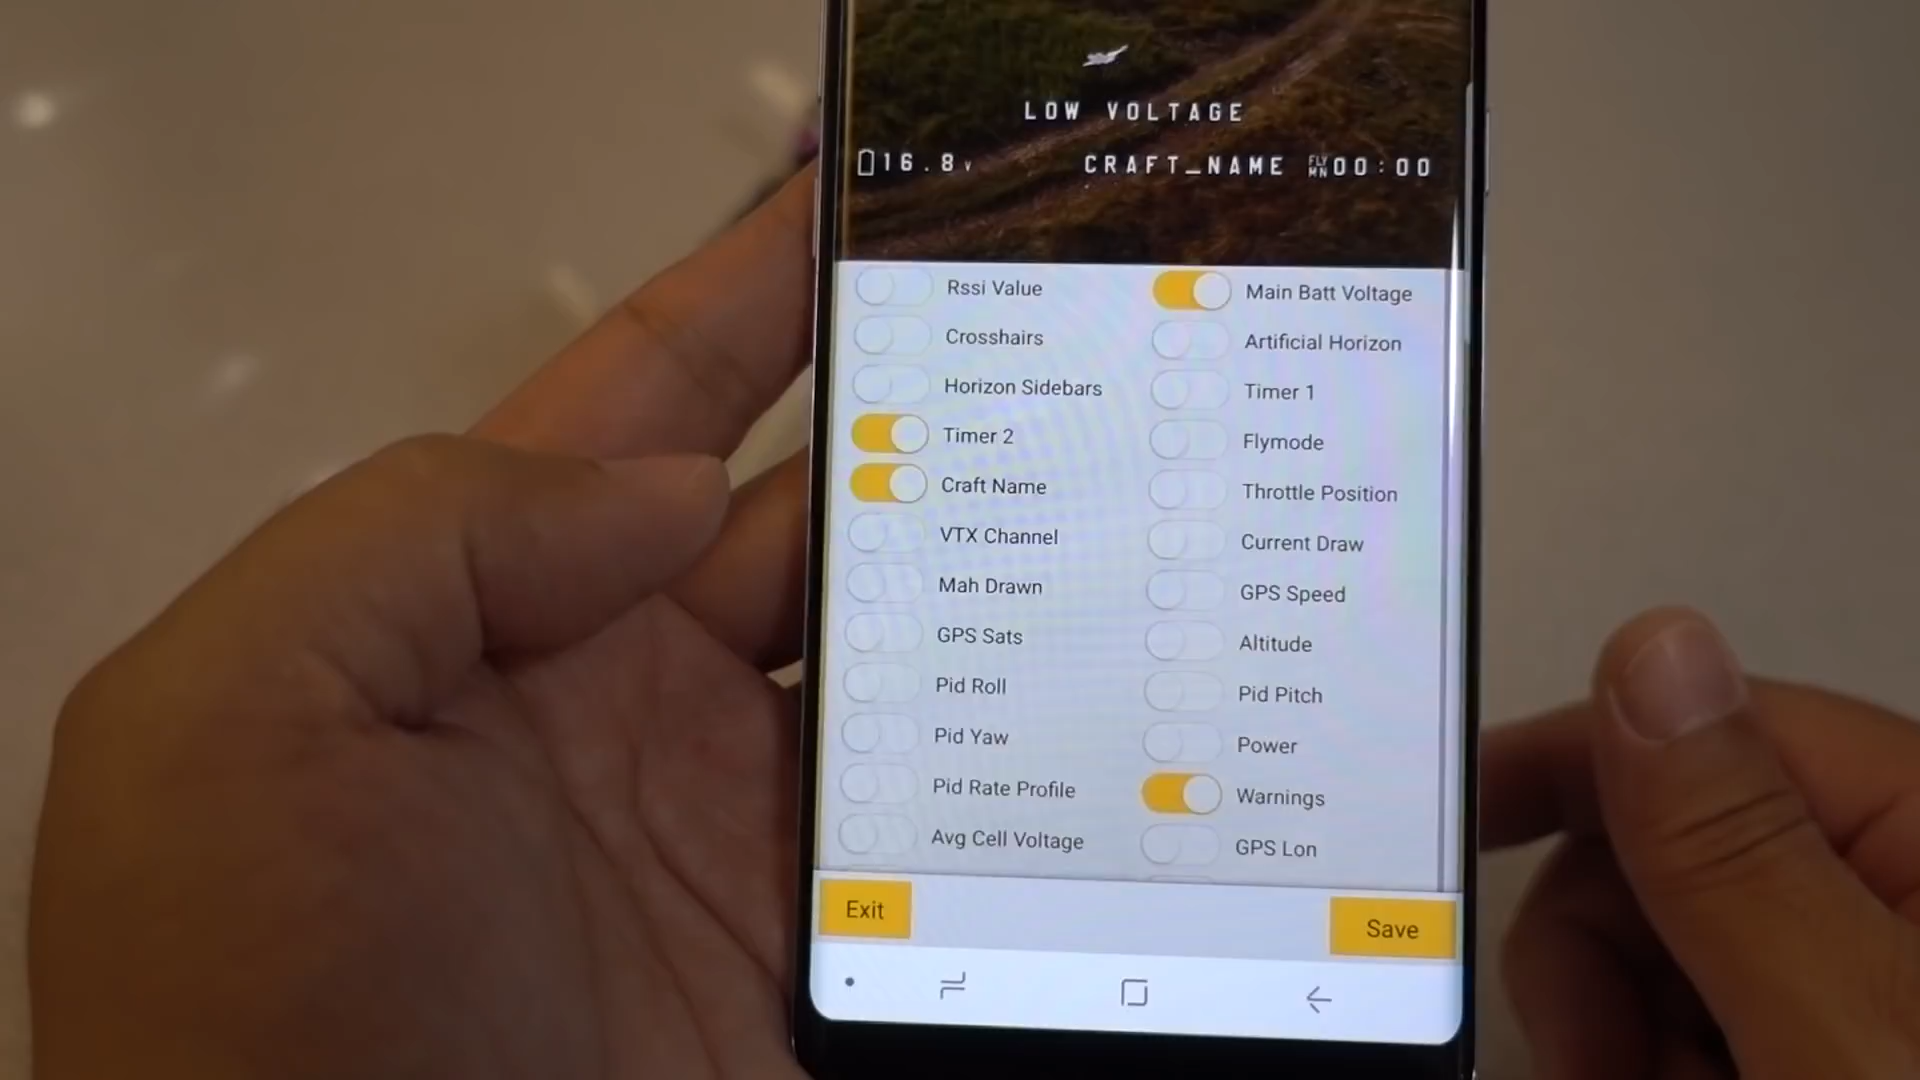 LOW VOLTAGE
16.8V CRAFT_NAME FLY MN 00:00
Rssi Value Main Batt Voltage
Crosshairs Artificial Horizon
Horizon Sidebars Timer 1
Timer 2 Flymode
Craft Name Throttle Position
VTX Channel Current Draw
Mah Drawn GPS Speed
GPS Sats Altitude
Pid Roll Pid Pitch
Pid Yaw Power
Pid Rate Profile Warnings
Avg Cell Voltage GPS Lon
Exit Save